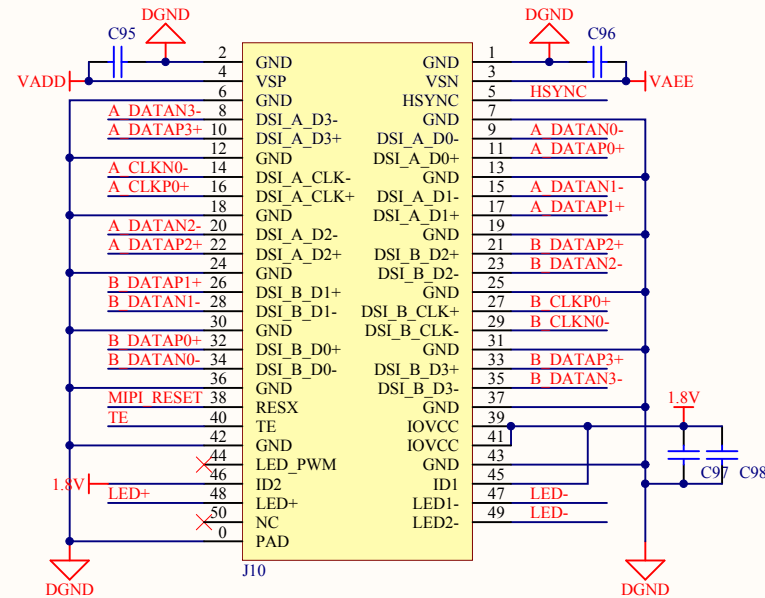 DGND DGND
C95 C96
2 GND GND 1
VADD 4 VSP VSN 3 VAEE
6 GND HSYNC 5 HSYNC
A_DATAN3- 8 DSI_A_D3- GND 7
A_DATAP3+ 10 DSI_A_D3+ DSI_A_D0- 9 A_DATAN0-
12 GND DSI_A_D0+ 11 A_DATAP0+
A_CLKN0- 14 DSI_A_CLK- GND 13
A_CLKP0+ 16 DSI_A_CLK+ DSI_A_D1- 15 A_DATAN1-
18 GND DSI_A_D1+ 17 A_DATAP1+
A_DATAN2- 20 DSI_A_D2- GND 19
A_DATAP2+ 22 DSI_A_D2+ DSI_B_D2+ 21 B_DATAP2+
24 GND DSI_B_D2- 23 B_DATAN2-
B_DATAP1+ 26 DSI_B_D1+ GND 25
B_DATAN1- 28 DSI_B_D1- DSI_B_CLK+ 27 B_CLKP0+
30 GND DSI_B_CLK- 29 B_CLKN0-
B_DATAP0+ 32 DSI_B_D0+ GND 31
B_DATAN0- 34 DSI_B_D0- DSI_B_D3+ 33 B_DATAP3+
36 GND DSI_B_D3- 35 B_DATAN3-
MIPI_RESET 38 RESX GND 37 1.8V
TE 40 TE IOVCC 39
42 GND IOVCC 41
44 LED_PWM GND 43 C97 C98
1.8V 46 ID2 ID1 45
LED+ 48 LED+ LED1- 47 LED-
50 NC LED2- 49 LED-
0 PAD
J10
DGND DGND